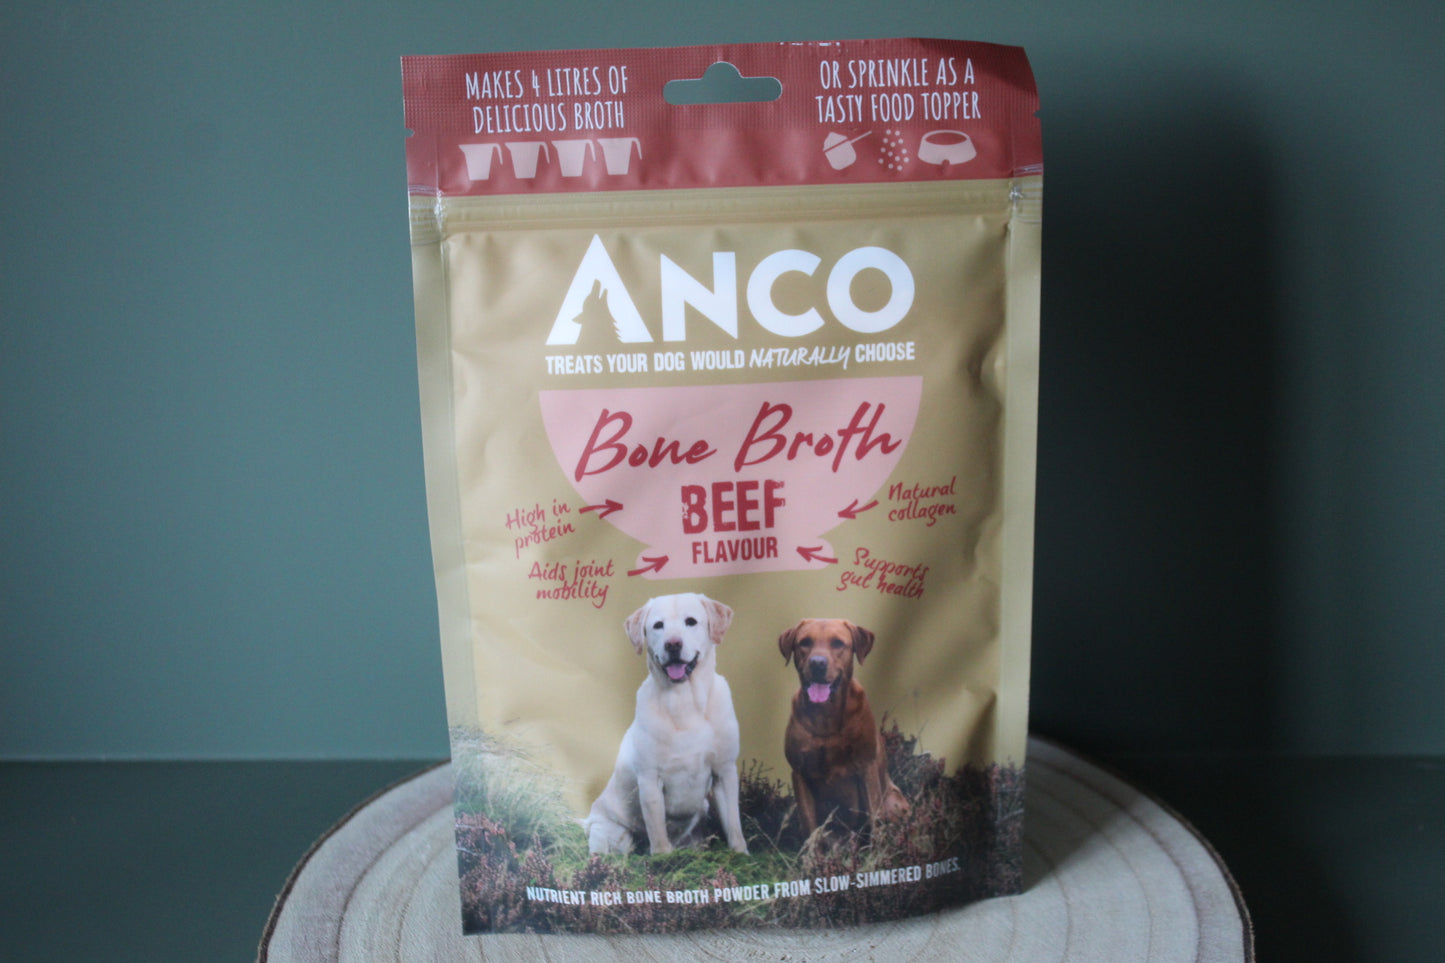 MAKES 4 LITRES OF
DELICIOUS BROTH
OR SPRINKLE AS A
TASTY FOOD TOPPER
ANCO
TREATS YOUR DOG WOULD NATURALLY CHOOSE
Bone Broth
BEEF
FLAVOUR
High in
protein
Natural
collagen
Aids joint
mobility
Supports
gut health
NUTRIENT RICH BONE BROTH POWDER FROM SLOW-SIMMERED BONES.